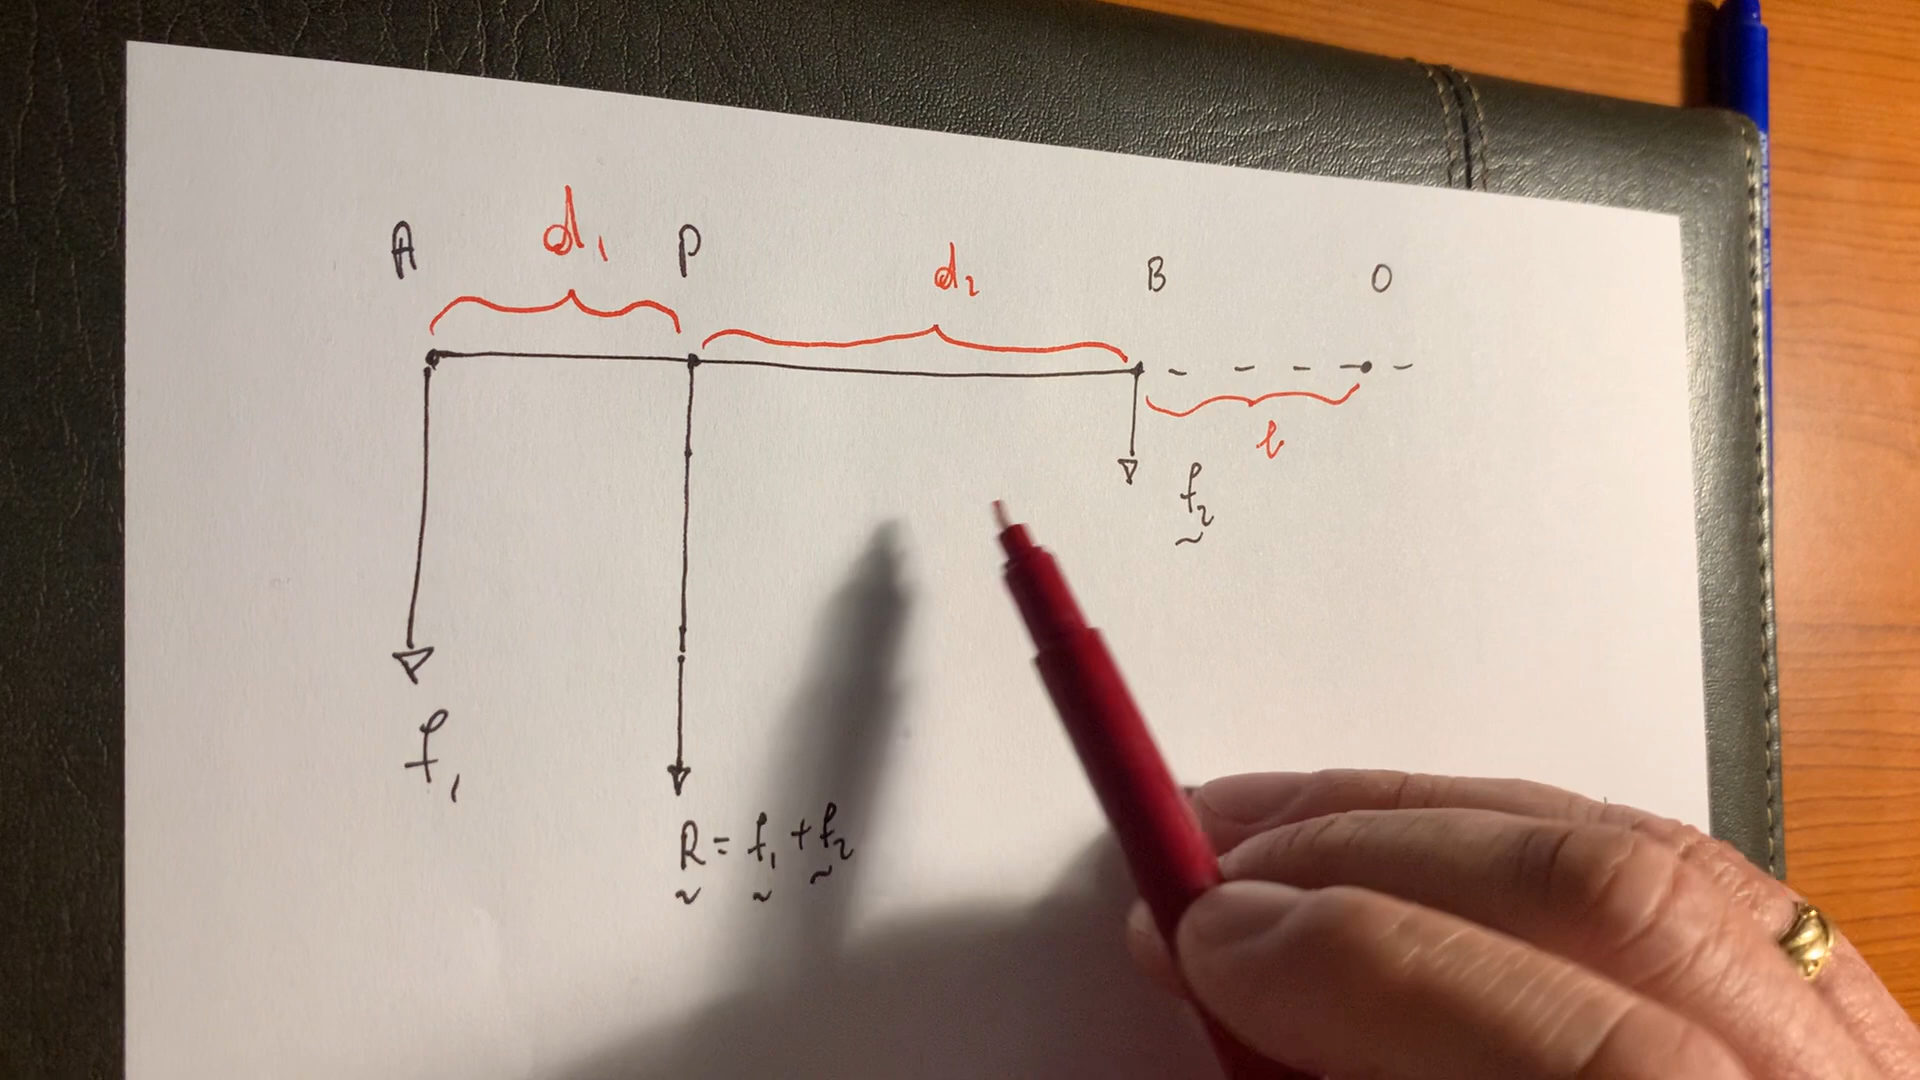 A d₁ P d₂ B O
l
f₂
f₁
R = f₁ + f₂